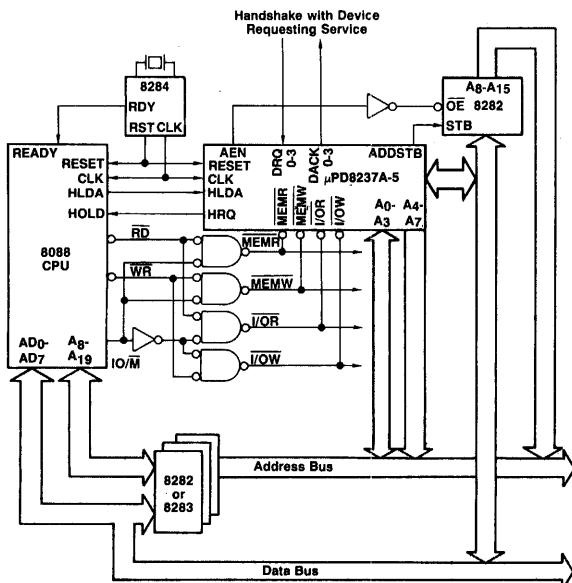 Handshake with Device
Requesting Service
8284
RDY
RST CLK
A8-A15
OE
8282
STB
READY
RESET
CLK
HLDA
HOLD
RD
WR
8088
CPU
AD0-
AD7
A8-
A19
IO/M
AEN
RESET
CLK
HLDA
HRQ
DRQ
0-3
DACK
0-3
ADDSTB
μPD8237A-5
MEMR
MEMW
I/OR
I/OW
A0-
A3
A4-
A7
MEMR
MEMW
I/OR
I/OW
8282
or
8283
Address Bus
Data Bus